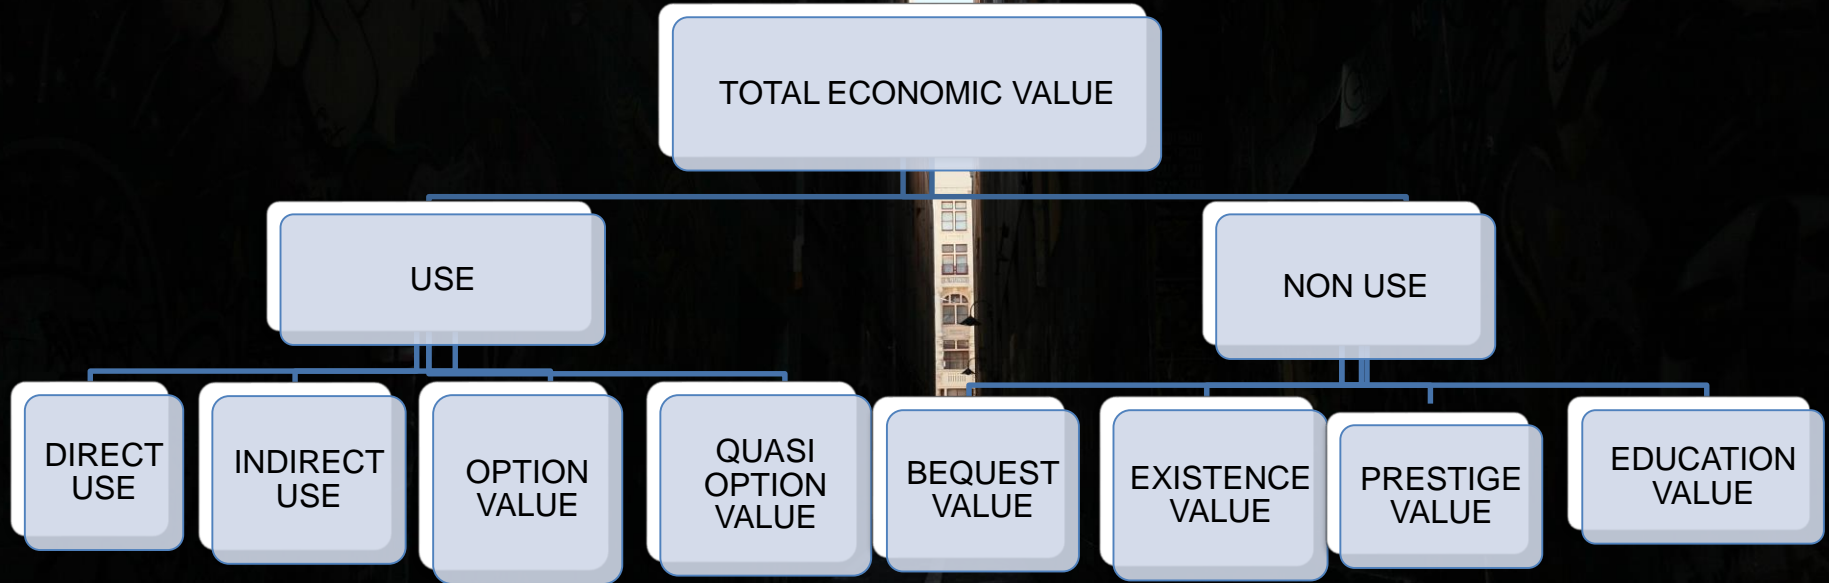 TOTAL ECONOMIC VALUE
USE
NON USE
DIRECT
USE
INDIRECT
USE
OPTION
VALUE
QUASI
OPTION
VALUE
BEQUEST
VALUE
EXISTENCE
VALUE
PRESTIGE
VALUE
EDUCATION
VALUE